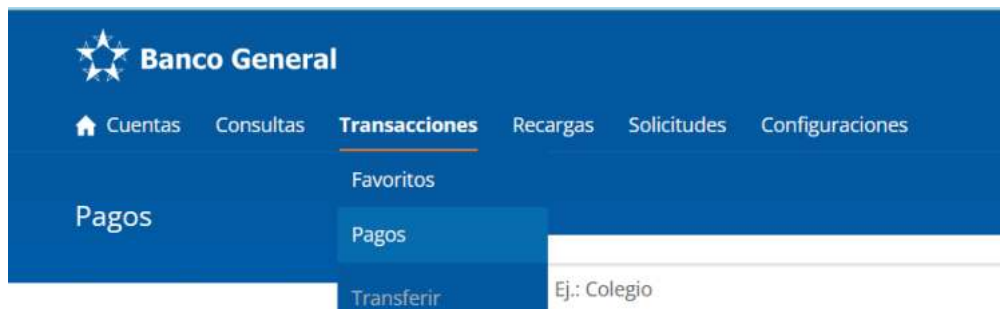 Banco General
Cuentas Consultas Transacciones Recargas Solicitudes Configuraciones
Favoritos
Pagos
Pagos
Ej.: Colegio
Transferir